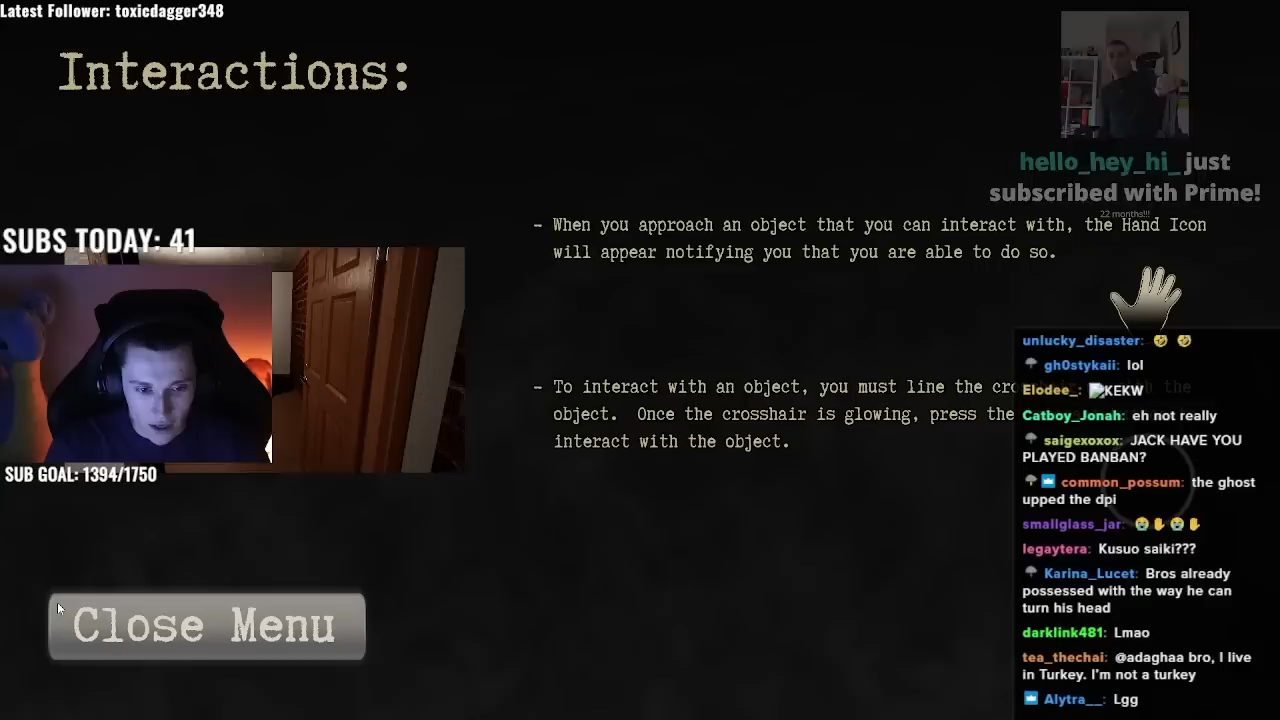 Latest Follower: toxicdagger348
Interactions:
hello_hey_hi_ just
subscribed with Prime!
22 months!!!
- When you approach an object that you can interact with, the Hand Icon
will appear notifying you that you are able to do so.
SUBS TODAY: 41
- To interact with an object, you must line the
object. Once the crosshair is glowing, press the
interact with the object.
SUB GOAL: 1394/1750
Close Menu
unlucky_disaster: 🤣 🤣
gh0stykaii: lol
Elodee_: KEKW
Catboy_Jonah: eh not really
saigexoxox: JACK HAVE YOU
PLAYED BANBAN?
common_possum: the ghost
upped the dpi
smallglass_jar: 😭✋😭✋
legaytera: Kusuo saiki???
Karina_Lucet: Bros already
possessed with the way he can
turn his head
darklink481: Lmao
tea_thechai: @adaghaa bro, I live
in Turkey. I'm not a turkey
Alytra__: Lgg